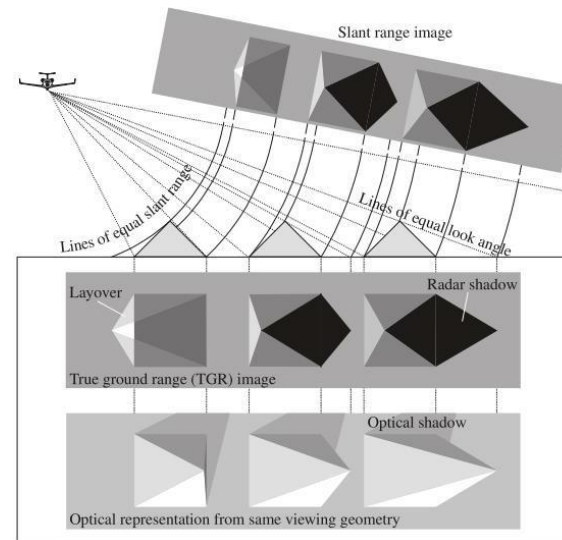 Slant range image
Lines of equal slant range
Lines of equal look angle
Layover
Radar shadow
True ground range (TGR) image
Optical shadow
Optical representation from same viewing geometry